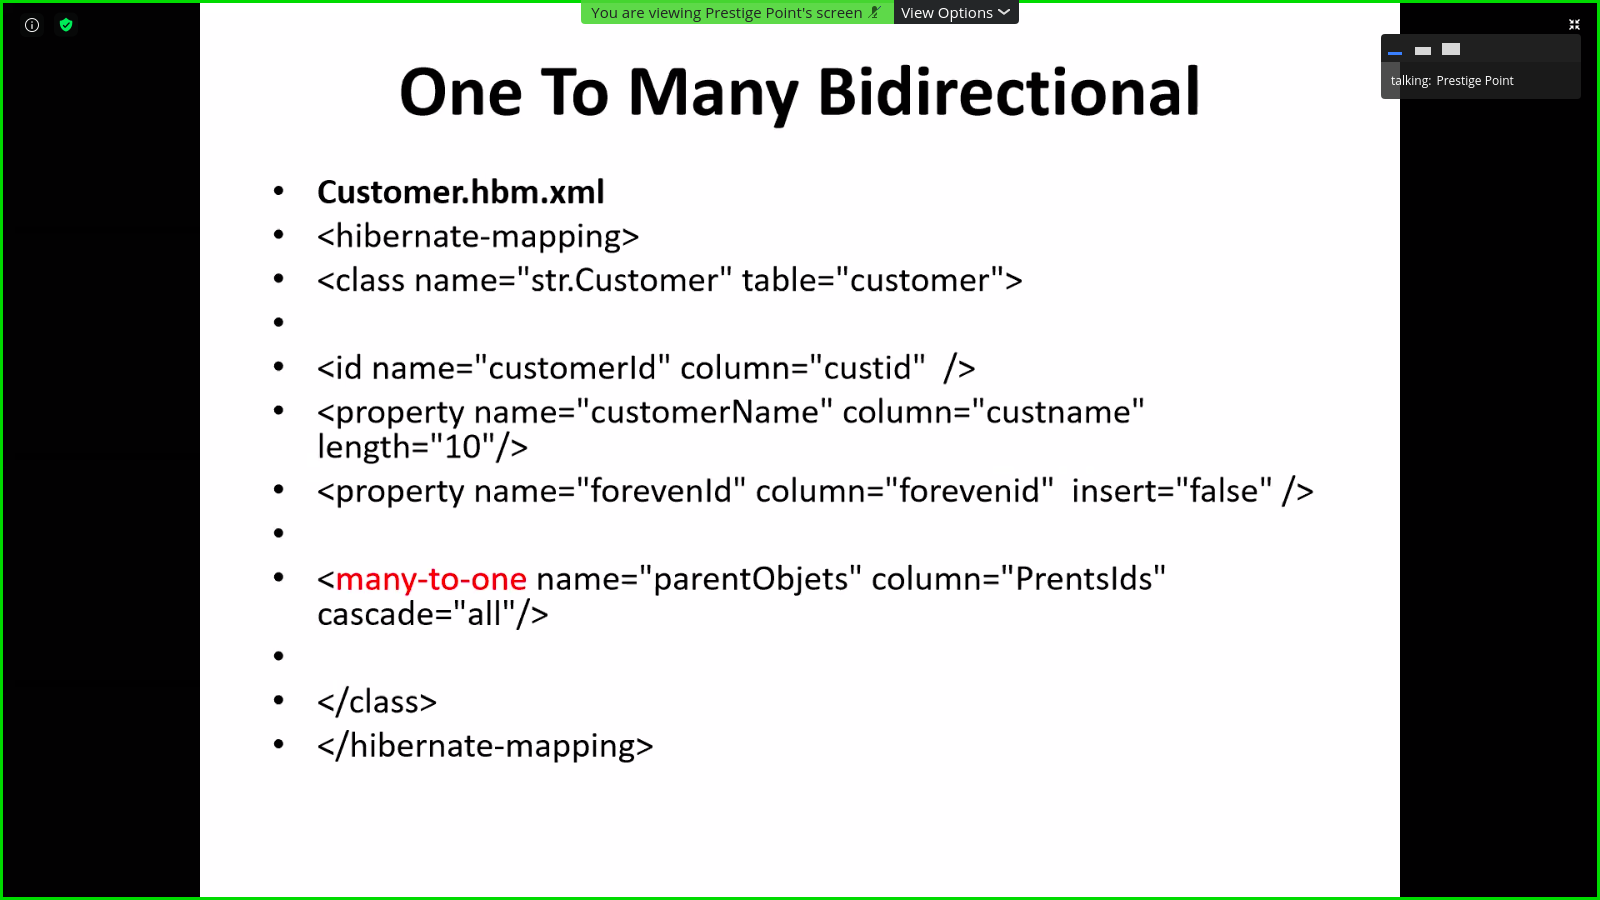 You are viewing Prestige Point's screen
View Options
talking: Prestige Point
One To Many Bidirectional
• Customer.hbm.xml
• <hibernate-mapping>
• <class name="str.Customer" table="customer">
•
• <id name="customerId" column="custid"  />
• <property name="customerName" column="custname"
length="10"/>
• <property name="forevenId" column="forevenid"  insert="false" />
•
• <many-to-one name="parentObjets" column="PrentsIds"
cascade="all"/>
•
• </class>
• </hibernate-mapping>